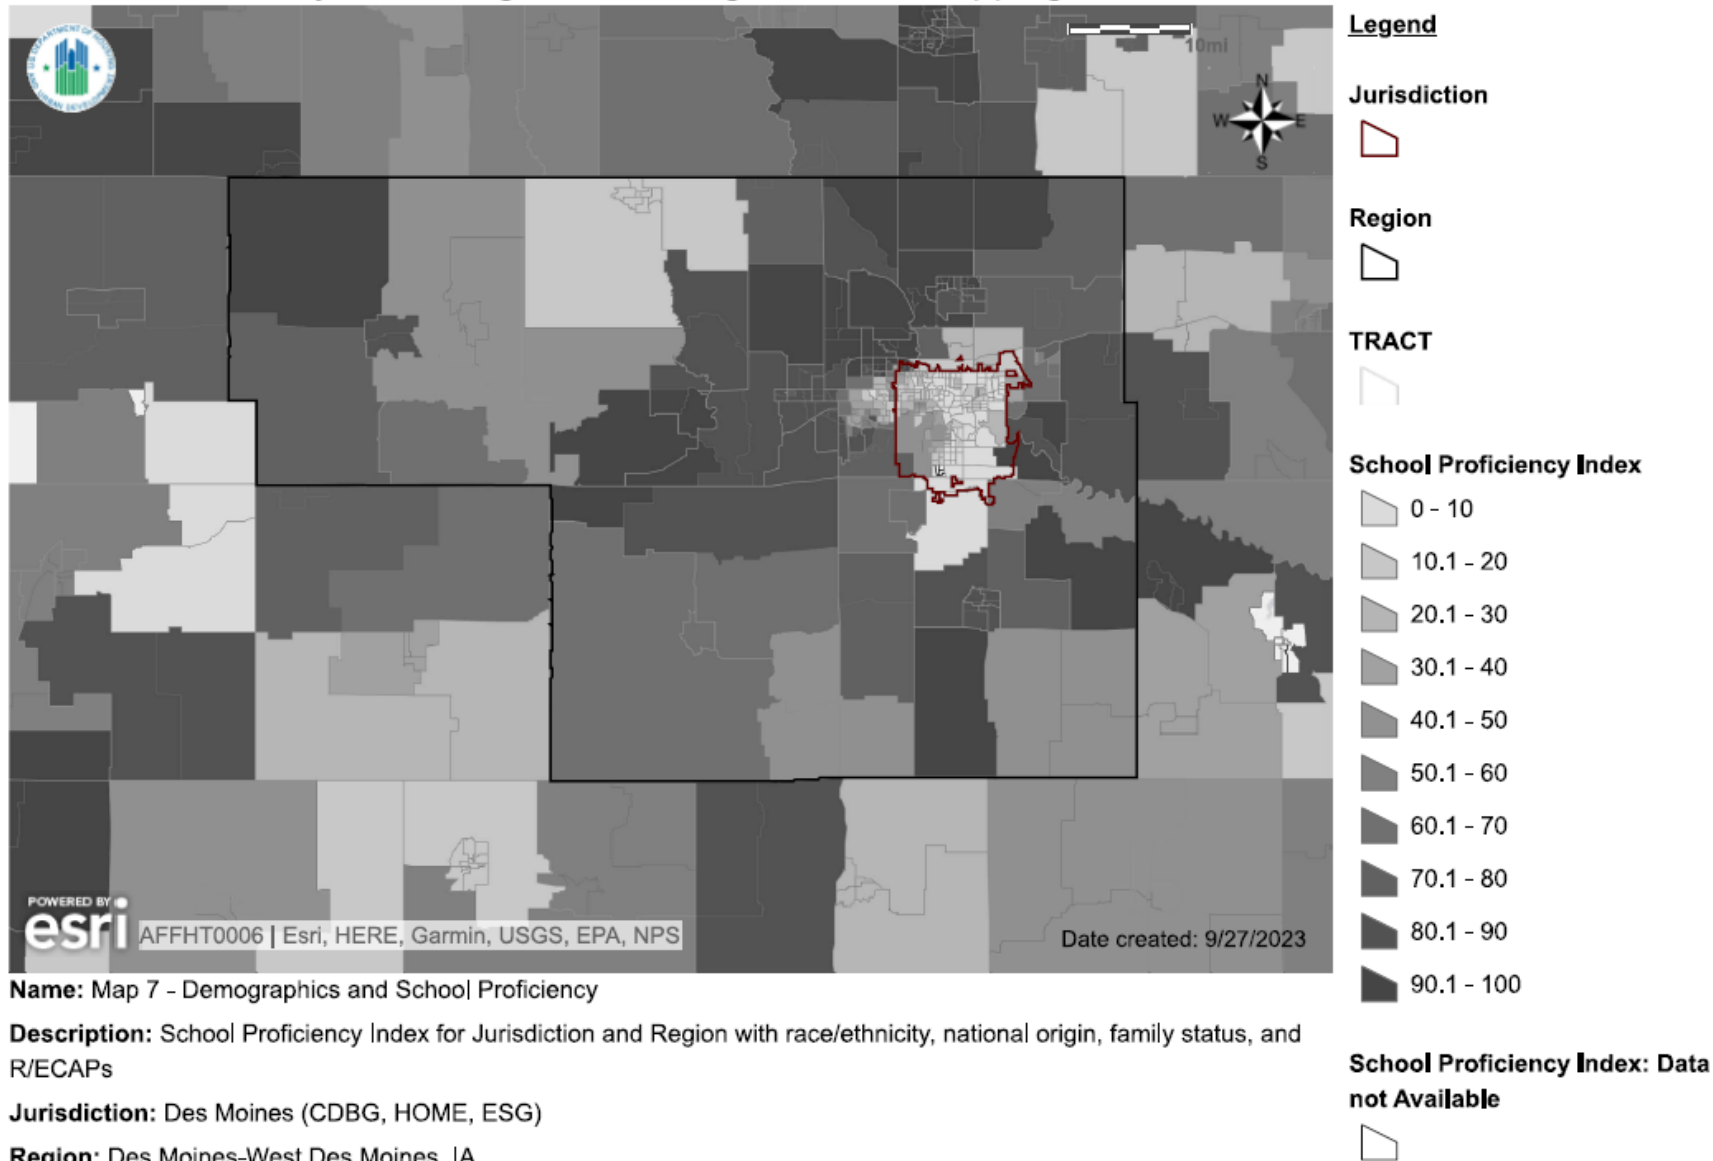 10mi
N
W E
S
POWERED BY
esri
AFFHT0006 | Esri, HERE, Garmin, USGS, EPA, NPS
Date created: 9/27/2023
Legend
Jurisdiction
Region
TRACT
School Proficiency Index
0 - 10
10.1 - 20
20.1 - 30
30.1 - 40
40.1 - 50
50.1 - 60
60.1 - 70
70.1 - 80
80.1 - 90
90.1 - 100
School Proficiency Index: Data
not Available
Name: Map 7 - Demographics and School Proficiency
Description: School Proficiency Index for Jurisdiction and Region with race/ethnicity, national origin, family status, and
R/ECAPs
Jurisdiction: Des Moines (CDBG, HOME, ESG)
Region: Des Moines-West Des Moines, IA